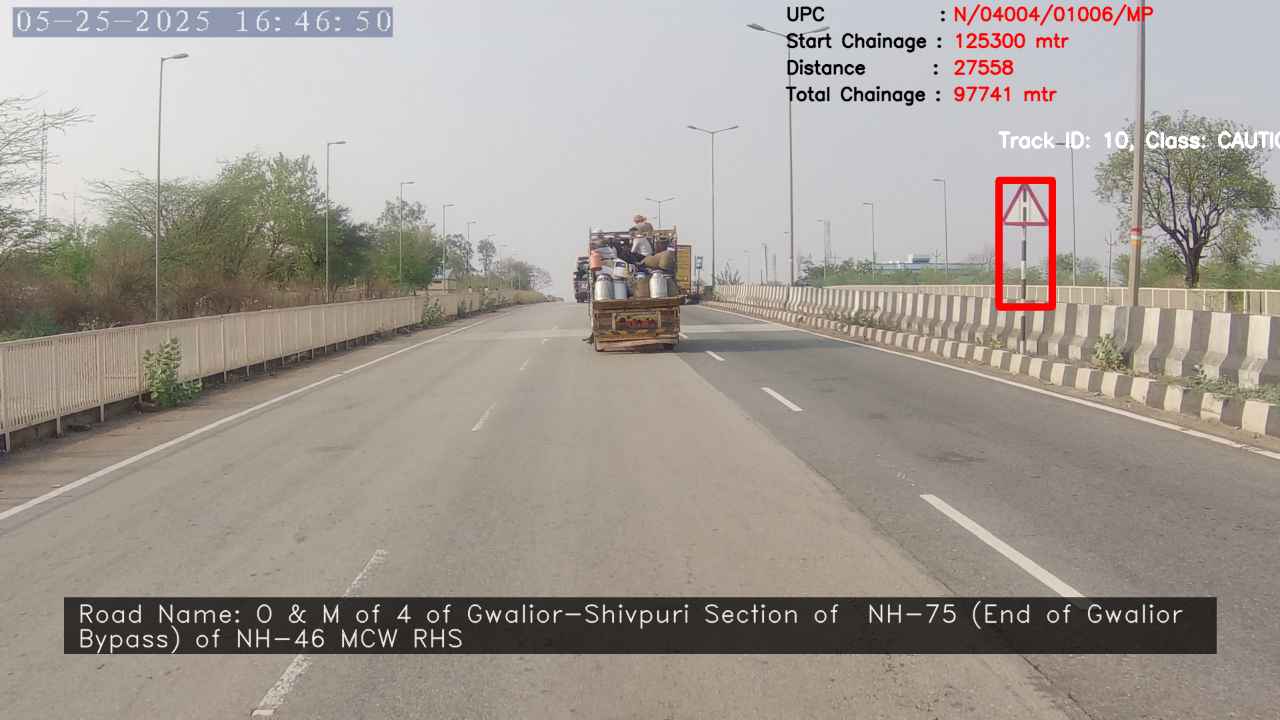 05-25-2025 16:46:50
UPC : N/04004/01006/MP
Start Chainage : 125300 mtr
Distance : 27558
Total Chainage : 97741 mtr
Track ID: 10, Class: CAUTIO
Road Name: O & M of 4 of Gwalior-Shivpuri Section of NH-75 (End of Gwalior
Bypass) of NH-46 MCW RHS